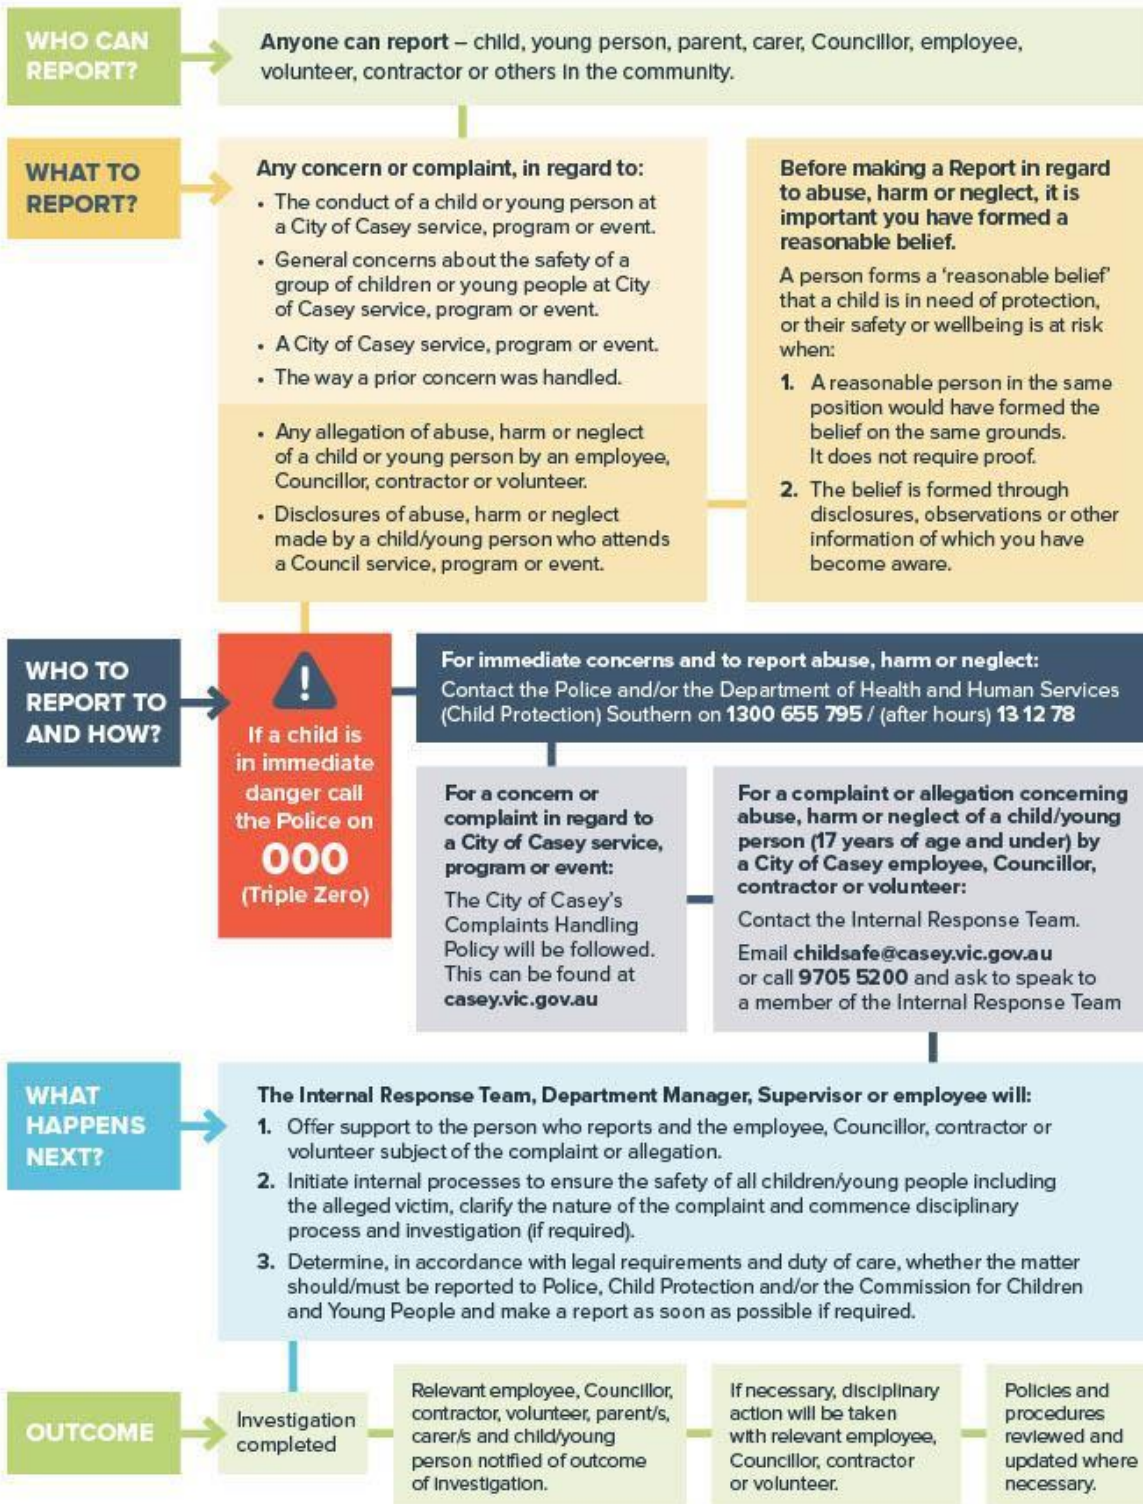 WHO CAN
REPORT?
Anyone can report – child, young person, parent, carer, Councillor, employee,
volunteer, contractor or others in the community.
WHAT TO
REPORT?
Any concern or complaint, in regard to:
• The conduct of a child or young person at
a City of Casey service, program or event.
• General concerns about the safety of a
group of children or young people at City
of Casey service, program or event.
• A City of Casey service, program or event.
• The way a prior concern was handled.
• Any allegation of abuse, harm or neglect
of a child or young person by an employee,
Councillor, contractor or volunteer.
• Disclosures of abuse, harm or neglect
made by a child/young person who attends
a Council service, program or event.
Before making a Report in regard
to abuse, harm or neglect, it is
important you have formed a
reasonable belief.
A person forms a ‘reasonable belief’
that a child is in need of protection,
or their safety or wellbeing is at risk
when:
1. A reasonable person in the same
position would have formed the
belief on the same grounds.
It does not require proof.
2. The belief is formed through
disclosures, observations or other
information of which you have
become aware.
WHO TO
REPORT TO
AND HOW?
!
If a child is
in immediate
danger call
the Police on
000
(Triple Zero)
For immediate concerns and to report abuse, harm or neglect:
Contact the Police and/or the Department of Health and Human Services
(Child Protection) Southern on 1300 655 795 / (after hours) 13 12 78
For a concern or
complaint in regard to
a City of Casey service,
program or event:
The City of Casey’s
Complaints Handling
Policy will be followed.
This can be found at
casey.vic.gov.au
For a complaint or allegation concerning
abuse, harm or neglect of a child/young
person (17 years of age and under) by
a City of Casey employee, Councillor,
contractor or volunteer:
Contact the Internal Response Team.
Email childsafe@casey.vic.gov.au
or call 9705 5200 and ask to speak to
a member of the Internal Response Team
WHAT
HAPPENS
NEXT?
The Internal Response Team, Department Manager, Supervisor or employee will:
1. Offer support to the person who reports and the employee, Councillor, contractor or
volunteer subject of the complaint or allegation.
2. Initiate internal processes to ensure the safety of all children/young people including
the alleged victim, clarify the nature of the complaint and commence disciplinary
process and investigation (if required).
3. Determine, in accordance with legal requirements and duty of care, whether the matter
should/must be reported to Police, Child Protection and/or the Commission for Children
and Young People and make a report as soon as possible if required.
OUTCOME
Investigation
completed
Relevant employee, Councillor,
contractor, volunteer, parent/s,
carer/s and child/young
person notified of outcome
of investigation.
If necessary, disciplinary
action will be taken
with relevant employee,
Councillor, contractor
or volunteer.
Policies and
procedures
reviewed and
updated where
necessary.